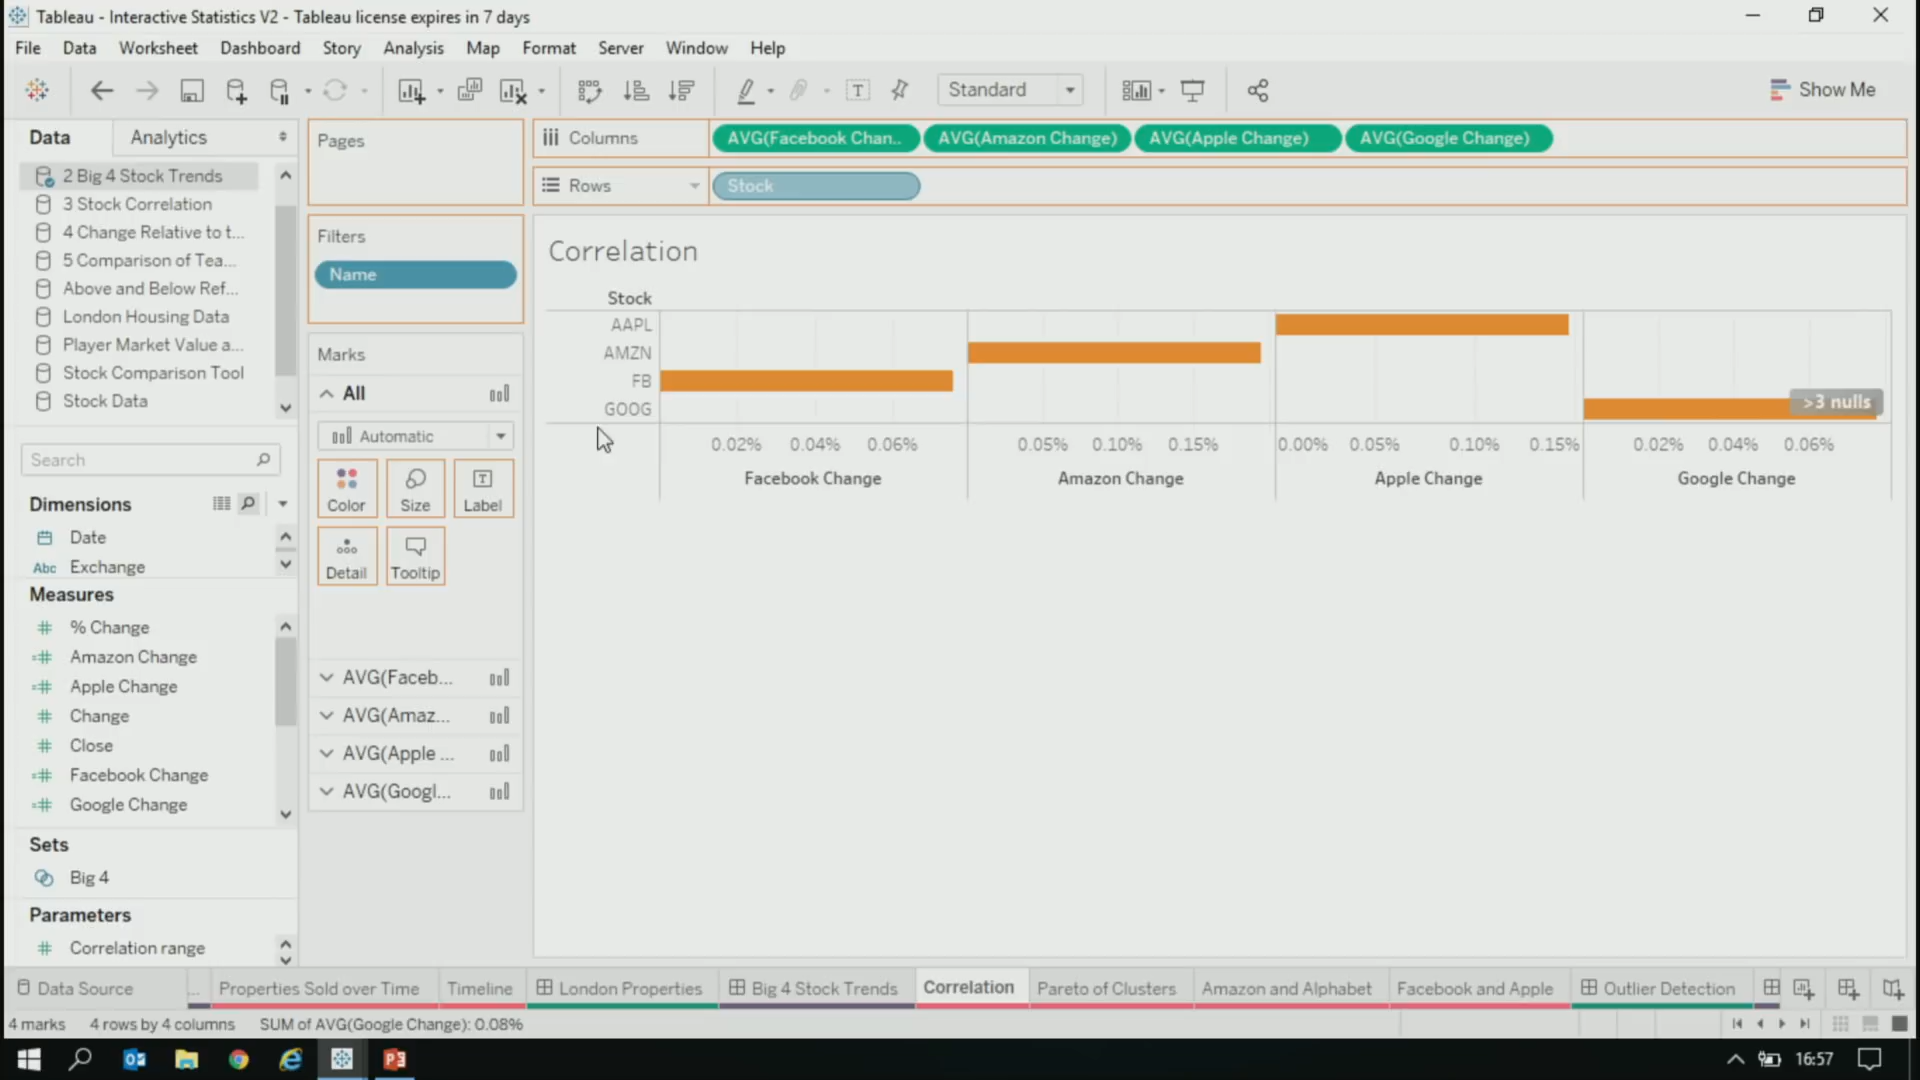 Tableau - Interactive Statistics V2 - Tableau license expires in 7 days
File Data Worksheet Dashboard Story Analysis Map Format Server Window Help
Standard
Show Me
Data Analytics
2 Big 4 Stock Trends
3 Stock Correlation
4 Change Relative to t...
5 Comparison of Tea...
Above and Below Ref...
London Housing Data
Player Market Value a...
Stock Comparison Tool
Stock Data
Search
Dimensions
Date
Abc Exchange
Measures
% Change
Amazon Change
Apple Change
Change
Close
Facebook Change
Google Change
Sets
Big 4
Parameters
Correlation range
Pages
Filters
Name
Marks
All
Automatic
Color Size Label
Detail Tooltip
AVG(Faceb...
AVG(Amaz...
AVG(Apple ...
AVG(Googl...
Columns AVG(Facebook Chan.. AVG(Amazon Change) AVG(Apple Change) AVG(Google Change)
Rows Stock
Correlation
Stock
AAPL
AMZN
FB
GOOG
>3 nulls
0.02% 0.04% 0.06% 0.05% 0.10% 0.15% 0.00% 0.05% 0.10% 0.15% 0.02% 0.04% 0.06%
Facebook Change Amazon Change Apple Change Google Change
Data Source ... Properties Sold over Time Timeline London Properties Big 4 Stock Trends Correlation Pareto of Clusters Amazon and Alphabet Facebook and Apple Outlier Detection
4 marks 4 rows by 4 columns SUM of AVG(Google Change): 0.08%
16:57